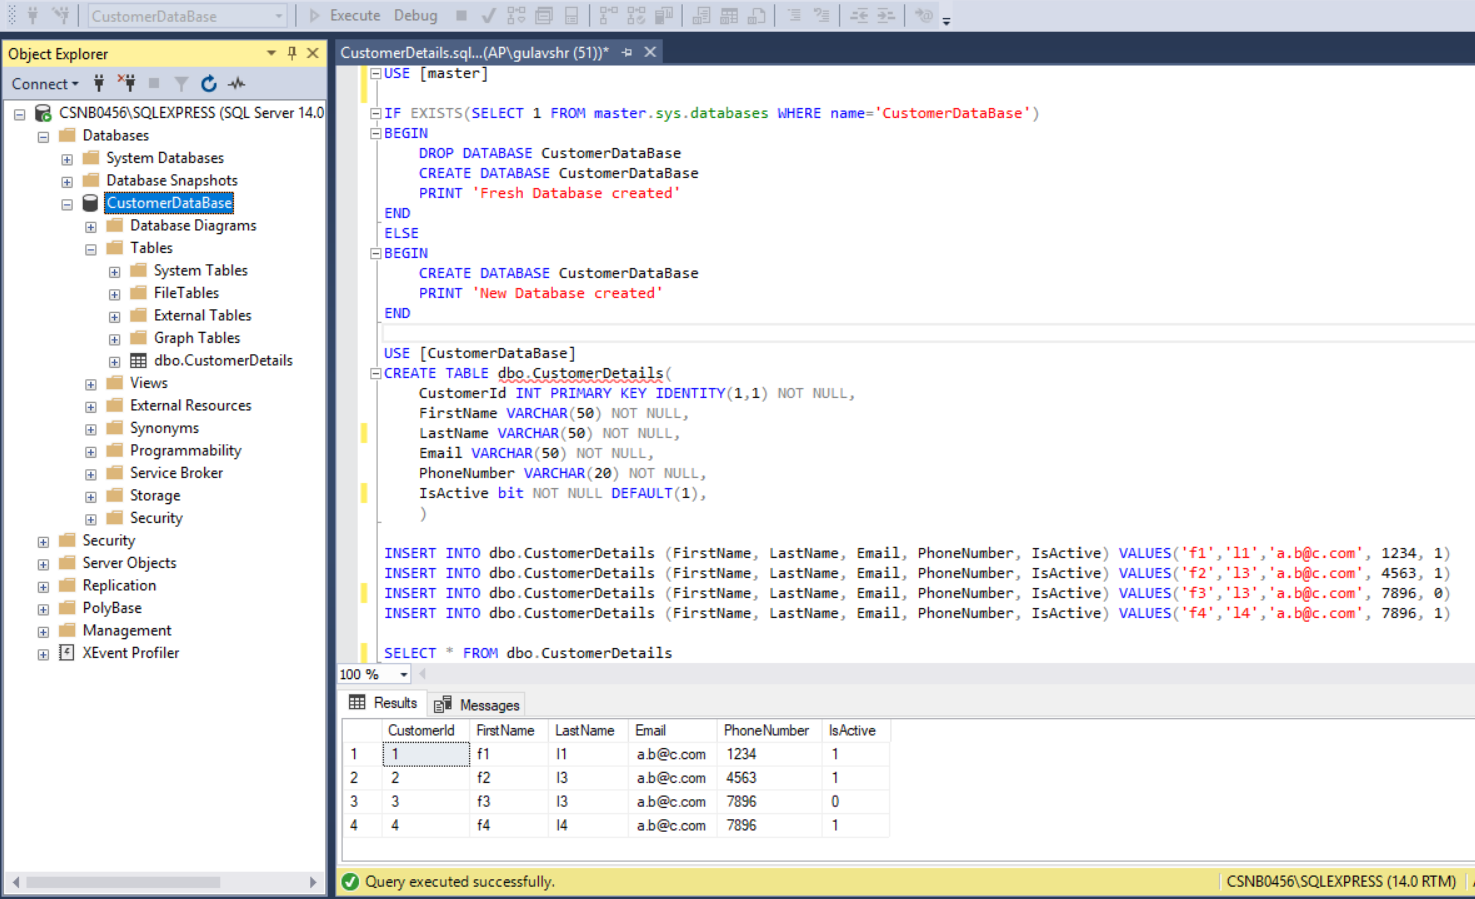 CustomerDataBase Execute Debug
Object Explorer
Connect
CSNB0456\SQLEXPRESS (SQL Server 14.0
Databases
System Databases
Database Snapshots
CustomerDataBase
Database Diagrams
Tables
System Tables
FileTables
External Tables
Graph Tables
dbo.CustomerDetails
Views
External Resources
Synonyms
Programmability
Service Broker
Storage
Security
Security
Server Objects
Replication
PolyBase
Management
XEvent Profiler
CustomerDetails.sql...(AP\gulavshr (51))*
USE [master]
IF EXISTS(SELECT 1 FROM master.sys.databases WHERE name='CustomerDataBase')
BEGIN
DROP DATABASE CustomerDataBase
CREATE DATABASE CustomerDataBase
PRINT 'Fresh Database created'
END
ELSE
BEGIN
CREATE DATABASE CustomerDataBase
PRINT 'New Database created'
END
USE [CustomerDataBase]
CREATE TABLE dbo.CustomerDetails(
CustomerId INT PRIMARY KEY IDENTITY(1,1) NOT NULL,
FirstName VARCHAR(50) NOT NULL,
LastName VARCHAR(50) NOT NULL,
Email VARCHAR(50) NOT NULL,
PhoneNumber VARCHAR(20) NOT NULL,
IsActive bit NOT NULL DEFAULT(1),
)
INSERT INTO dbo.CustomerDetails (FirstName, LastName, Email, PhoneNumber, IsActive) VALUES('f1','l1','a.b@c.com', 1234, 1)
INSERT INTO dbo.CustomerDetails (FirstName, LastName, Email, PhoneNumber, IsActive) VALUES('f2','l3','a.b@c.com', 4563, 1)
INSERT INTO dbo.CustomerDetails (FirstName, LastName, Email, PhoneNumber, IsActive) VALUES('f3','l3','a.b@c.com', 7896, 0)
INSERT INTO dbo.CustomerDetails (FirstName, LastName, Email, PhoneNumber, IsActive) VALUES('f4','l4','a.b@c.com', 7896, 1)
SELECT * FROM dbo.CustomerDetails
100 %
Results Messages
CustomerId FirstName LastName Email PhoneNumber IsActive
1 1 f1 l1 a.b@c.com 1234 1
2 2 f2 l3 a.b@c.com 4563 1
3 3 f3 l3 a.b@c.com 7896 0
4 4 f4 l4 a.b@c.com 7896 1
Query executed successfully. CSNB0456\SQLEXPRESS (14.0 RTM)